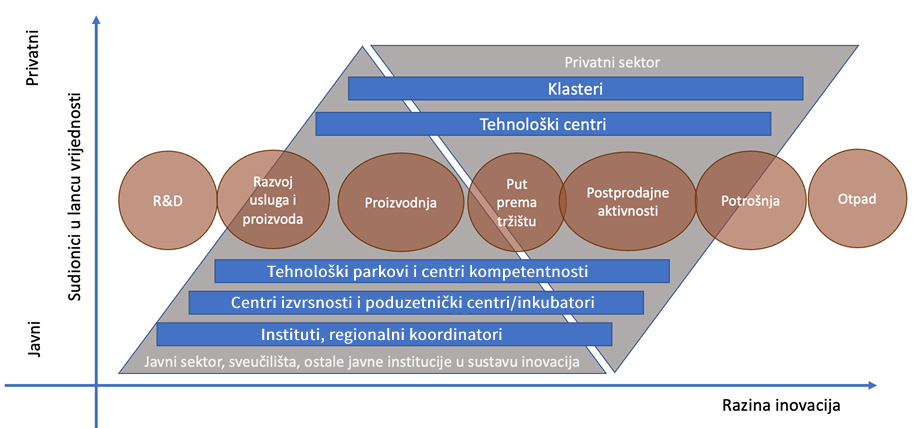 Privatni
Sudionici u lancu vrijednosti
Javni
Privatni sektor
Klasteri
Tehnološki centri
R&D
Razvoj
usluga i
proizvoda
Proizvodnja
Put
prema
tržištu
Postprodajne
aktivnosti
Potrošnja
Otpad
Tehnološki parkovi i centri kompetentnosti
Centri izvrsnosti i poduzetnički centri/inkubatori
Instituti, regionalni koordinatori
Javni sektor, sveučilišta, ostale javne institucije u sustavu inovacija
Razina inovacija